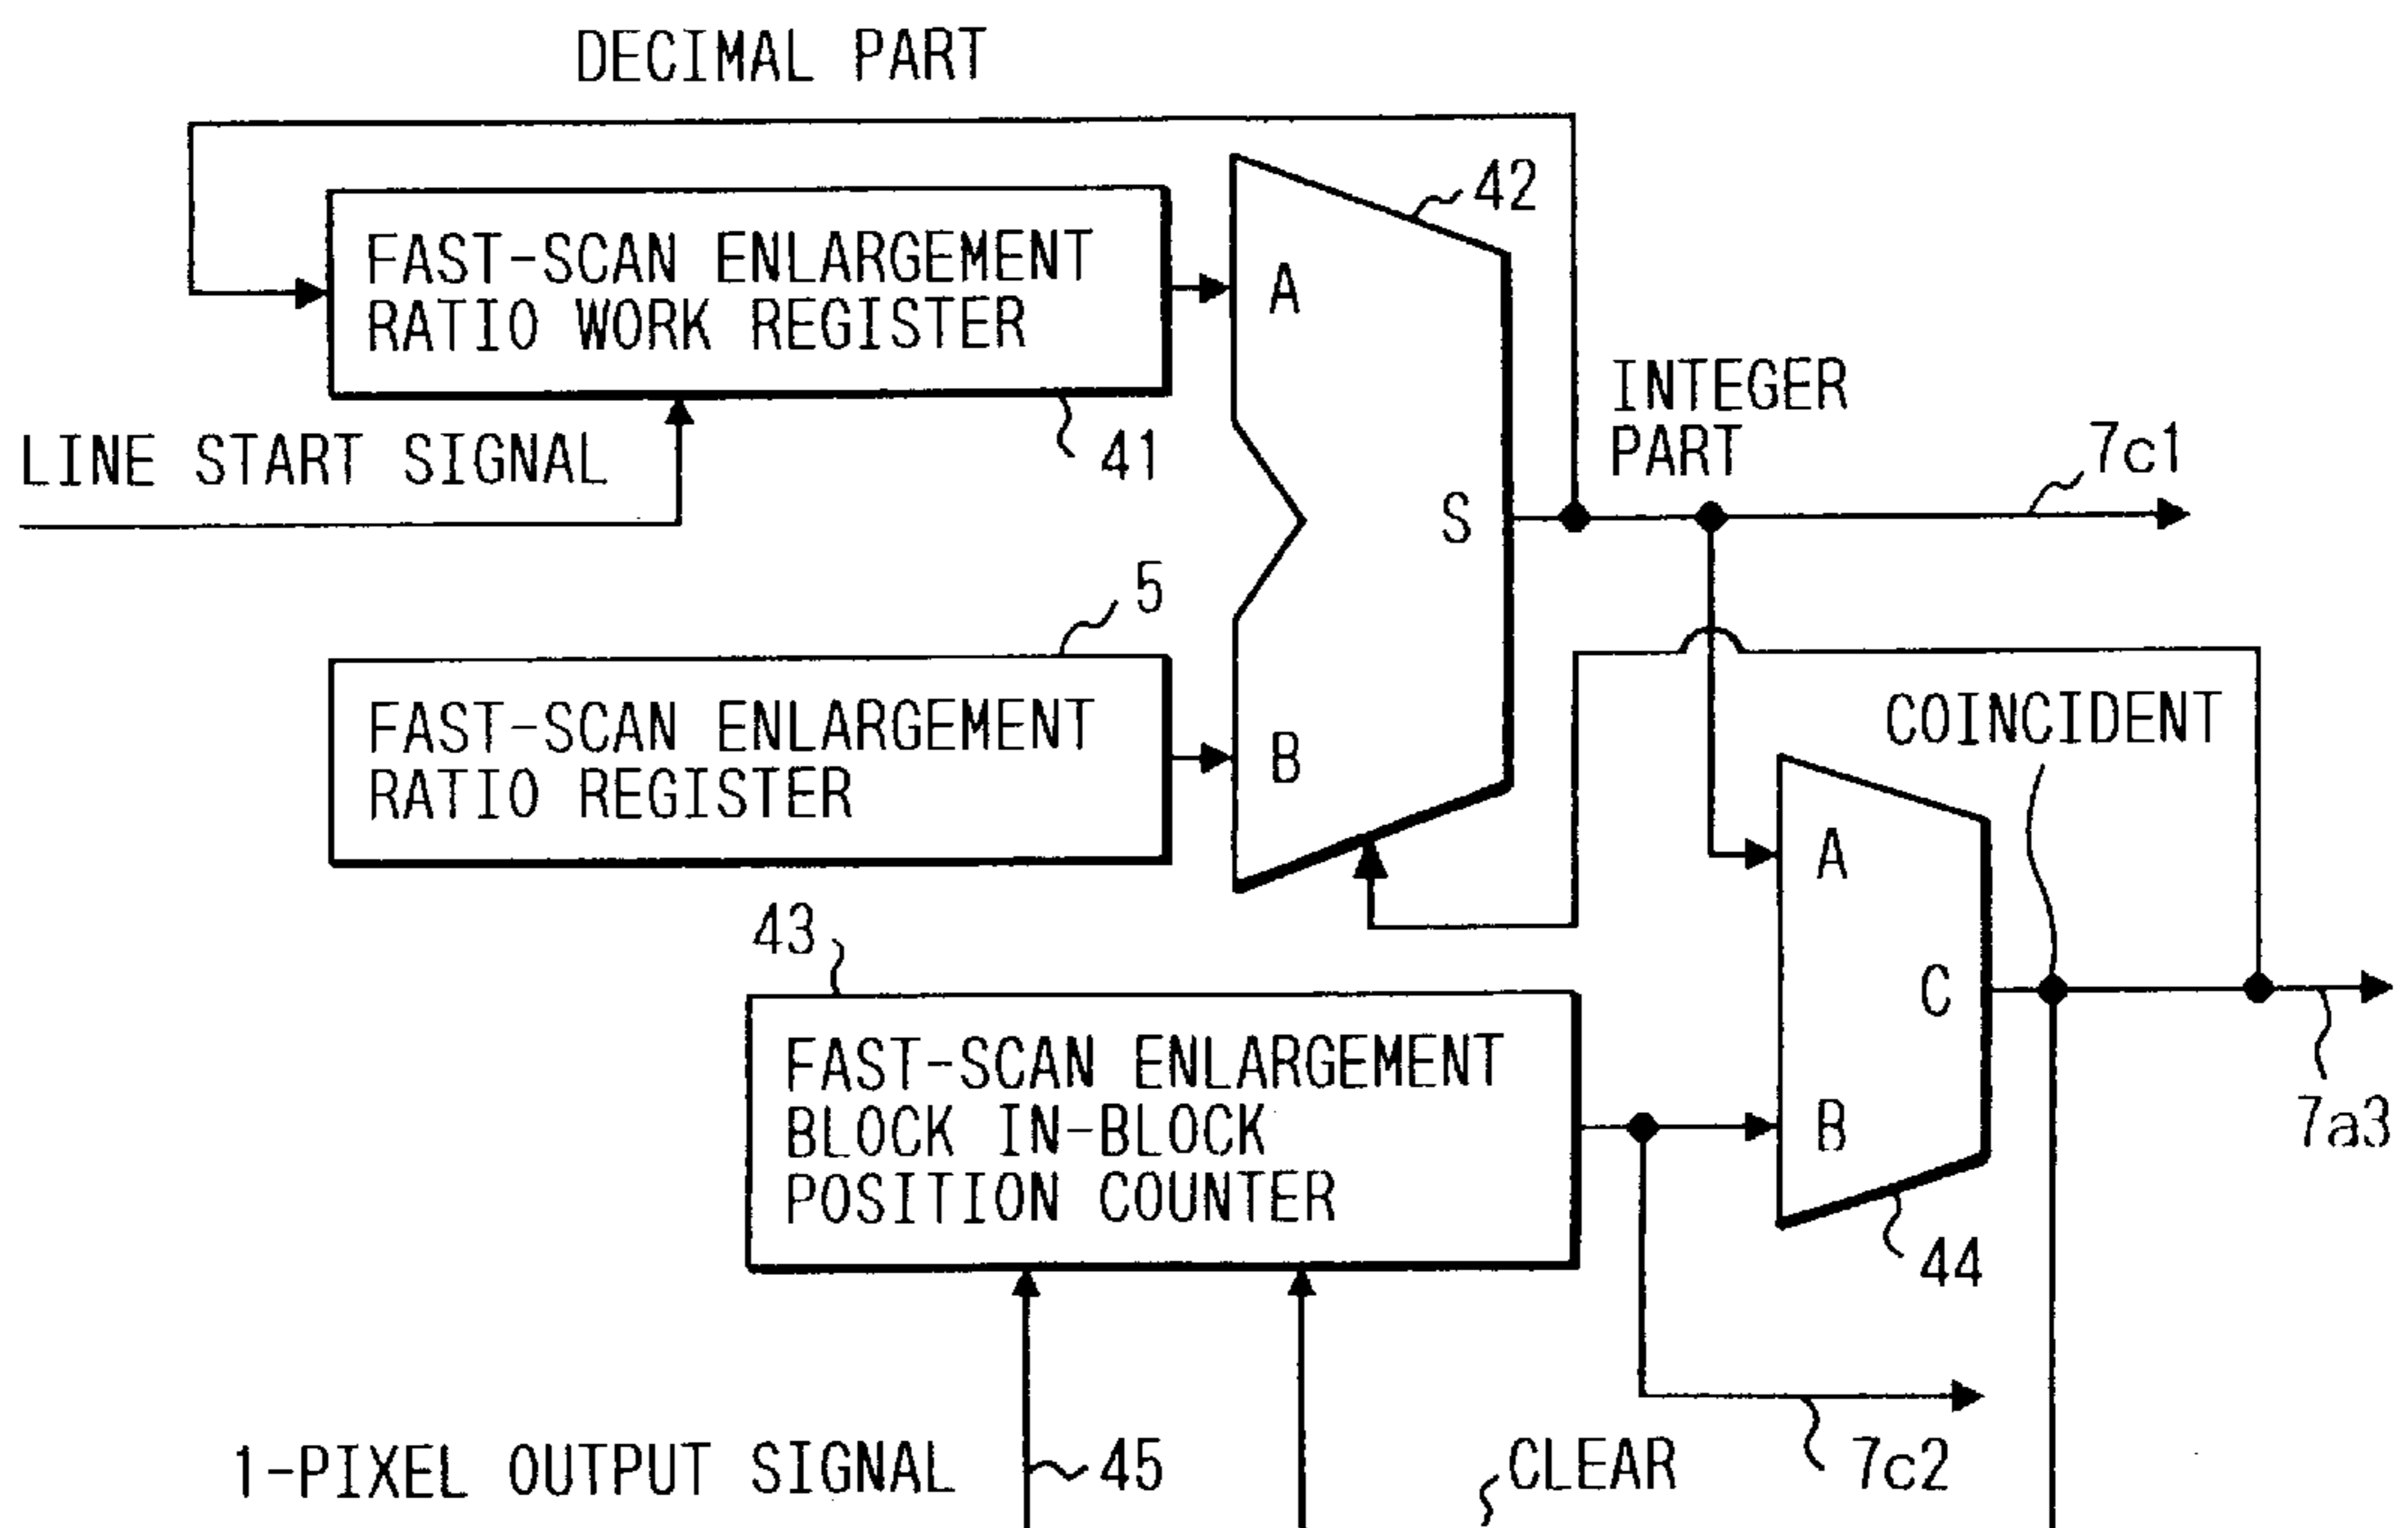 DECIMAL PART
42
FAST-SCAN ENLARGEMENT
RATIO WORK REGISTER
A
INTEGER
PART
7c1
LINE START SIGNAL
41
S
5
FAST-SCAN ENLARGEMENT
RATIO REGISTER
B
COINCIDENT
A
43
C
FAST-SCAN ENLARGEMENT
BLOCK IN-BLOCK
POSITION COUNTER
B
7a3
44
1-PIXEL OUTPUT SIGNAL
45
CLEAR
7c2